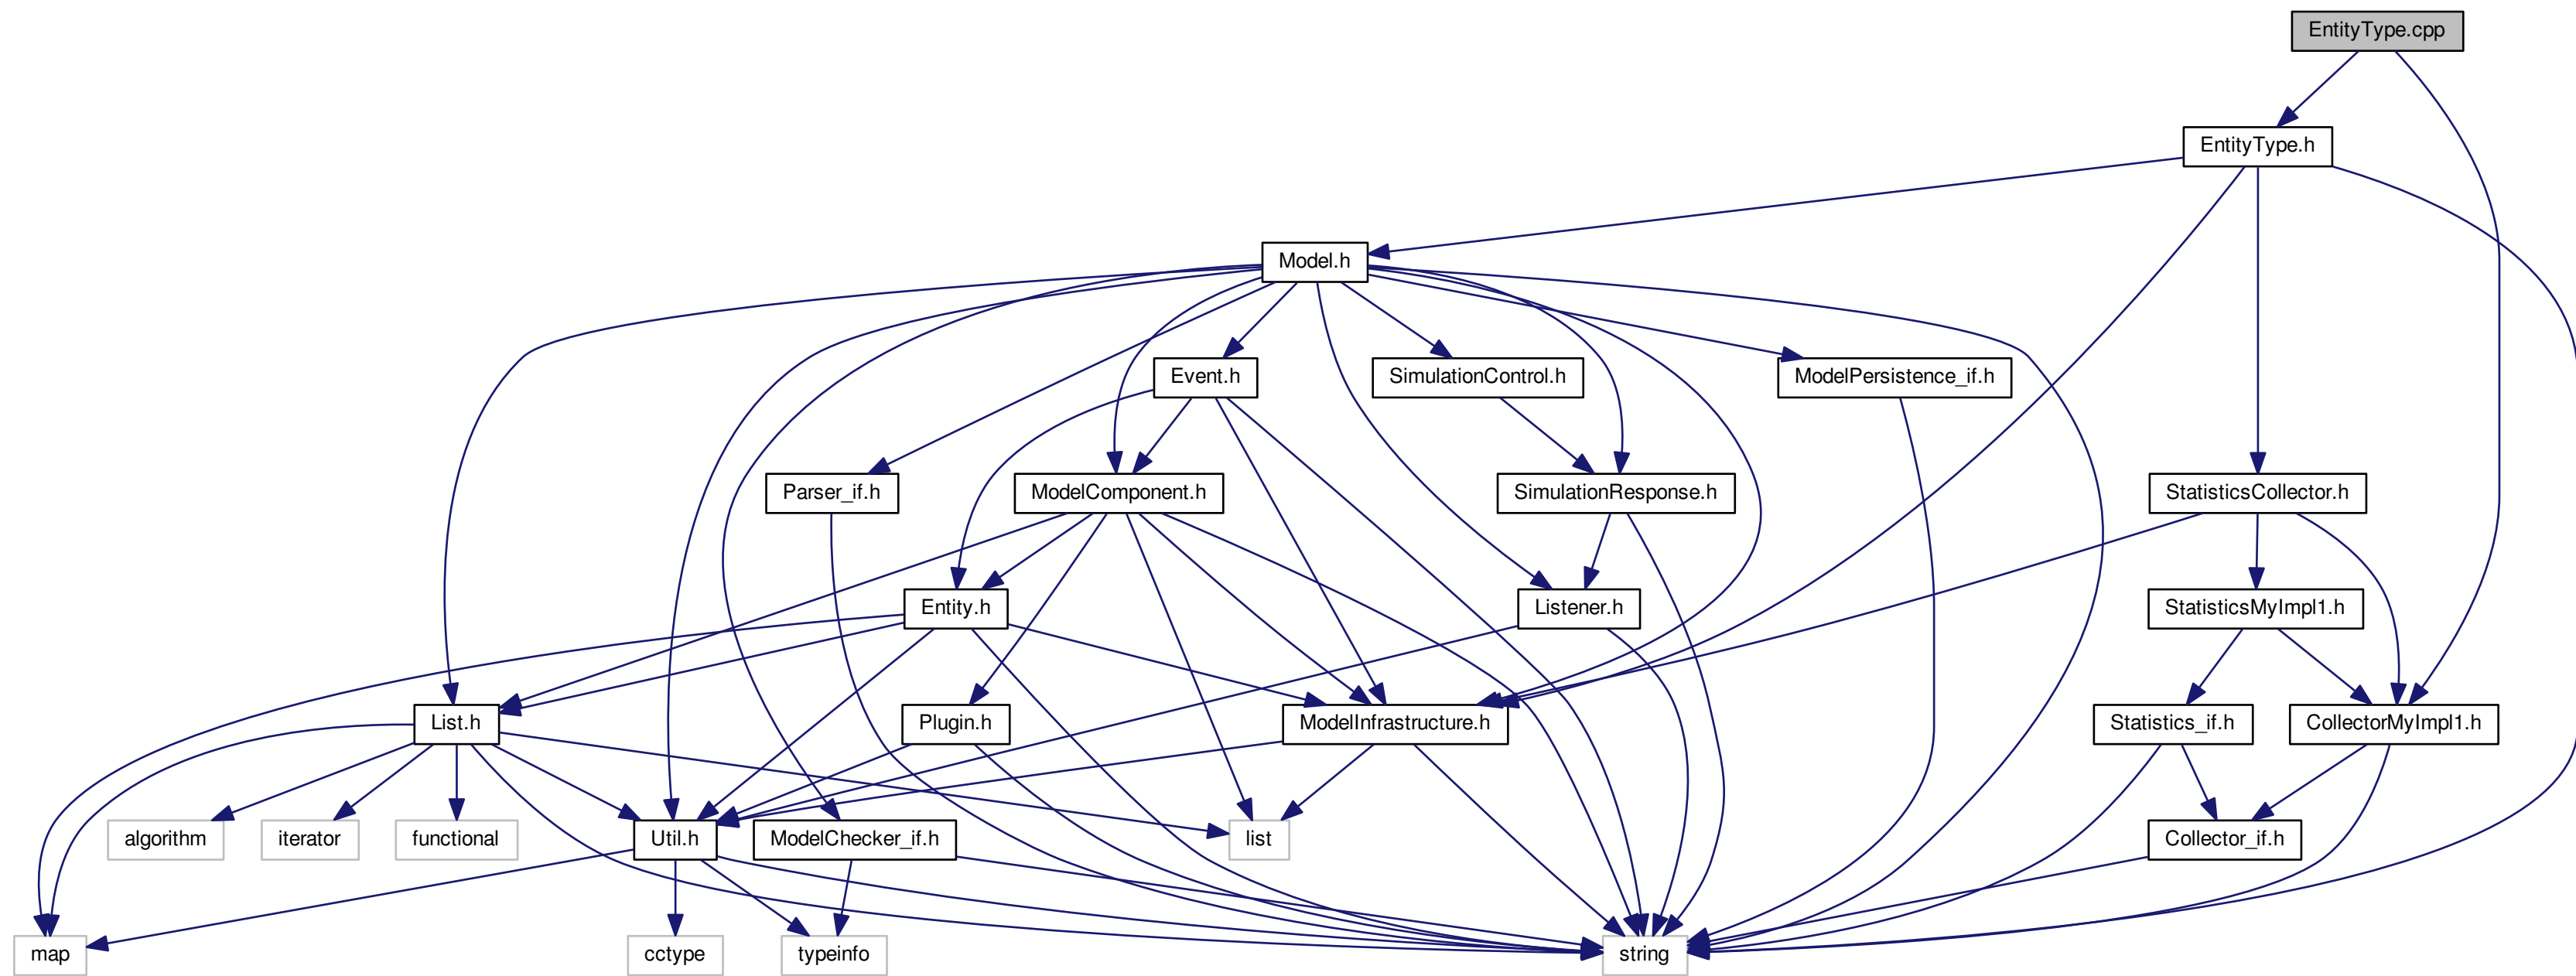 EntityType.cpp
EntityType.h
Model.h
Event.h
SimulationControl.h
ModelPersistence_if.h
Parser_if.h
ModelComponent.h
SimulationResponse.h
StatisticsCollector.h
Entity.h
Listener.h
StatisticsMyImpl1.h
List.h
Plugin.h
ModelInfrastructure.h
Statistics_if.h
CollectorMyImpl1.h
algorithm
iterator
functional
Util.h
ModelChecker_if.h
list
Collector_if.h
map
cctype
typeinfo
string